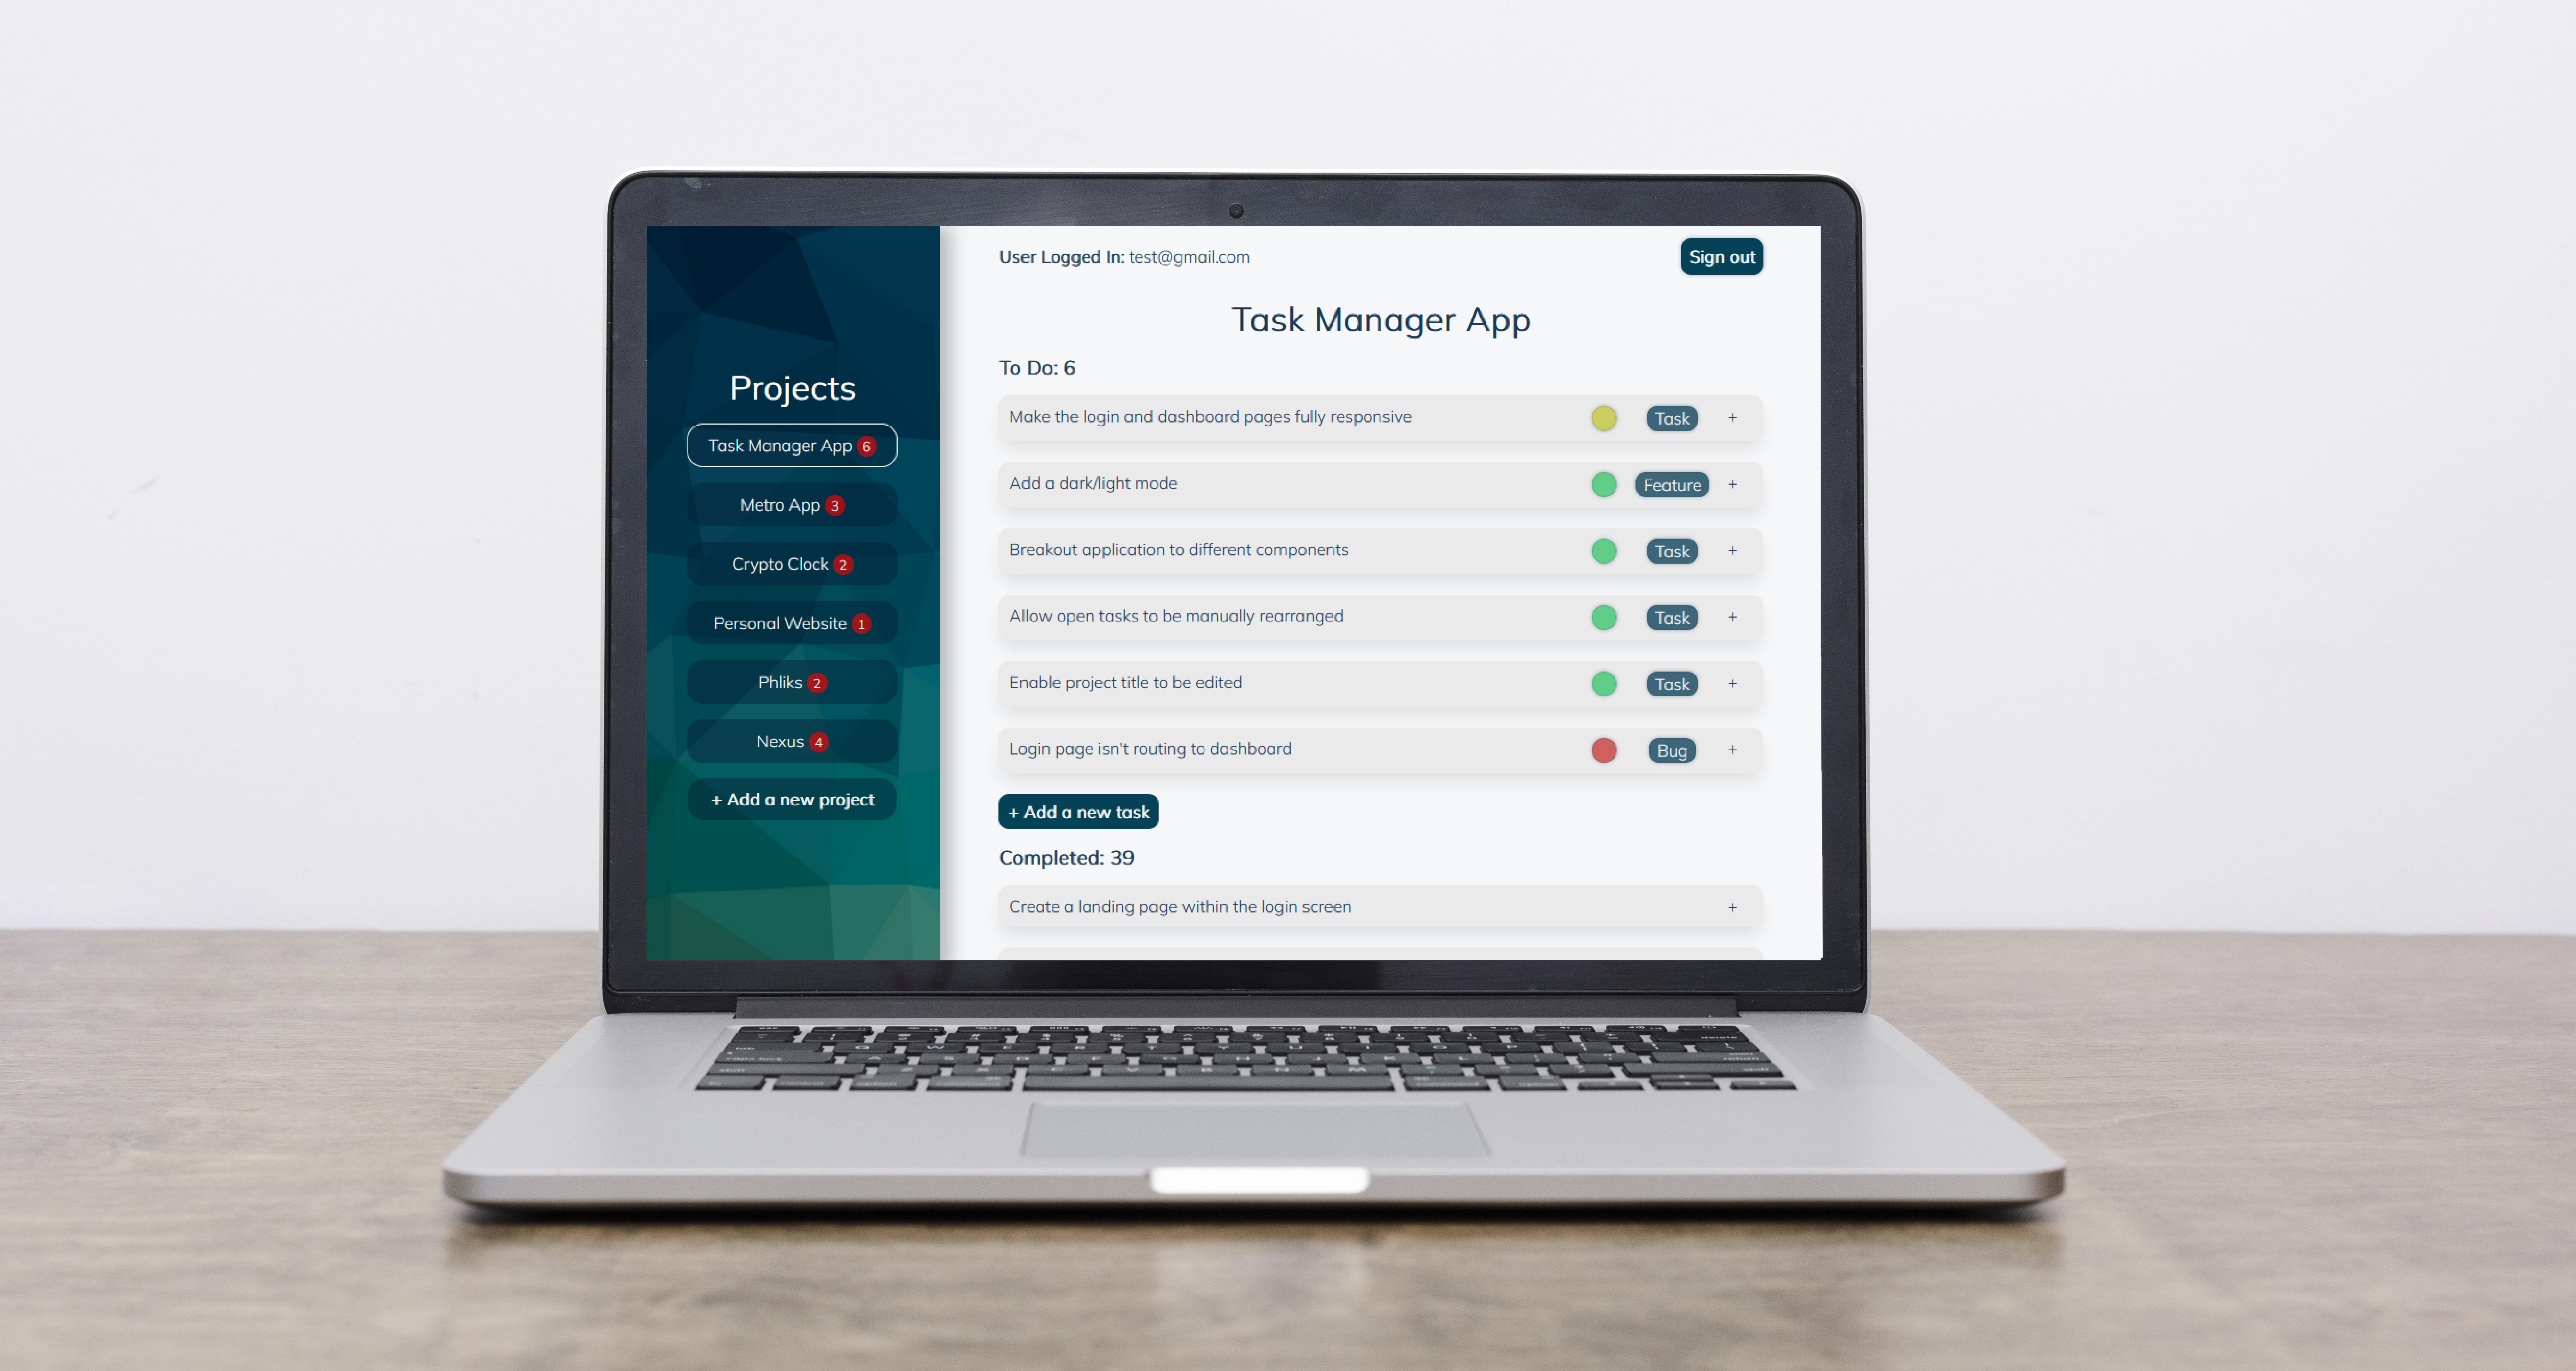 User Logged In: test@gmail.com
Sign out
Projects
Task Manager App 6
Metro App 3
Crypto Clock 2
Personal Website 1
Phliks 2
Nexus 4
+ Add a new project
Task Manager App
To Do: 6
Make the login and dashboard pages fully responsive Task +
Add a dark/light mode Feature +
Breakout application to different components Task +
Allow open tasks to be manually rearranged Task +
Enable project title to be edited Task +
Login page isn't routing to dashboard Bug +
+ Add a new task
Completed: 39
Create a landing page within the login screen +